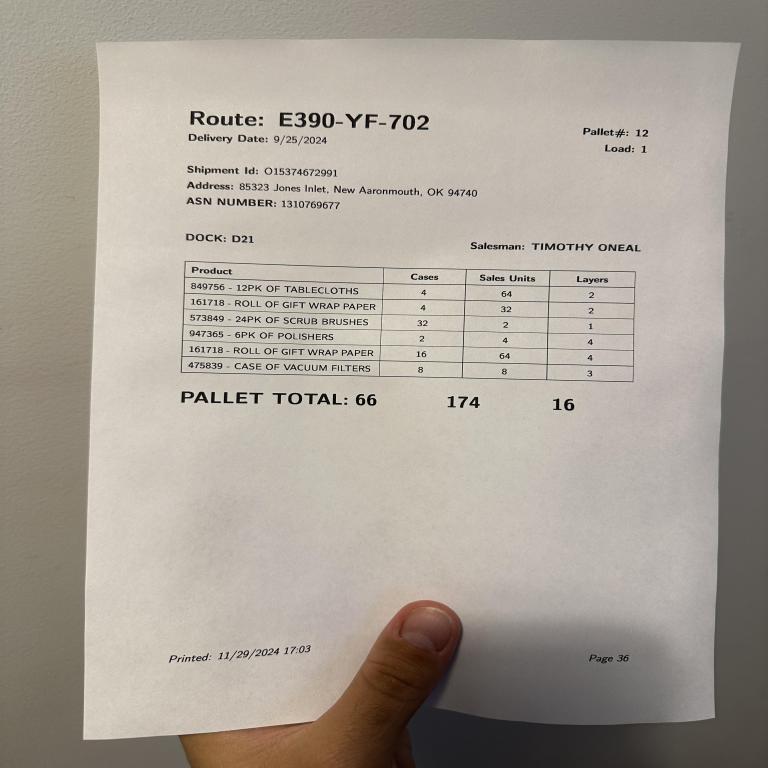 Route: E390-YF-702
Delivery Date: 9/25/2024
Pallet#: 12
Load: 1
Shipment Id: O15374672991
Address: 85323 Jones Inlet, New Aaronmouth, OK 94740
ASN NUMBER: 1310769677
DOCK: D21
Salesman: TIMOTHY ONEAL
Product Cases Sales Units Layers
849756 - 12PK OF TABLECLOTHS 4 64 2
161718 - ROLL OF GIFT WRAP PAPER 4 32 2
573849 - 24PK OF SCRUB BRUSHES 32 2 1
947365 - 6PK OF POLISHERS 2 4 4
161718 - ROLL OF GIFT WRAP PAPER 16 64 4
475839 - CASE OF VACUUM FILTERS 8 8 3
PALLET TOTAL: 66 174 16
Printed: 11/29/2024 17:03
Page 36